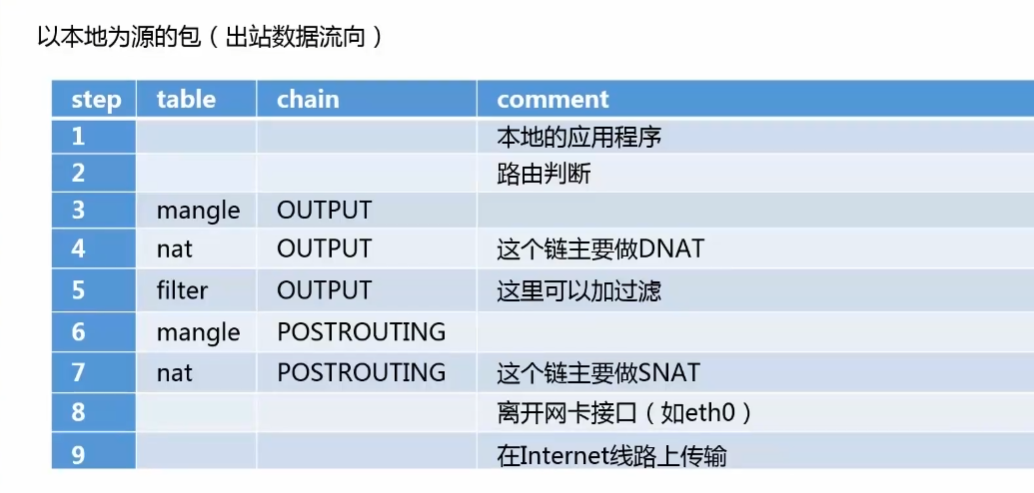 以本地为源的包（出站数据流向）
step table chain comment
1 本地的应用程序
2 路由判断
3 mangle OUTPUT
4 nat OUTPUT 这个链主要做DNAT
5 filter OUTPUT 这里可以加过滤
6 mangle POSTROUTING
7 nat POSTROUTING 这个链主要做SNAT
8 离开网卡接口（如eth0）
9 在Internet线路上传输